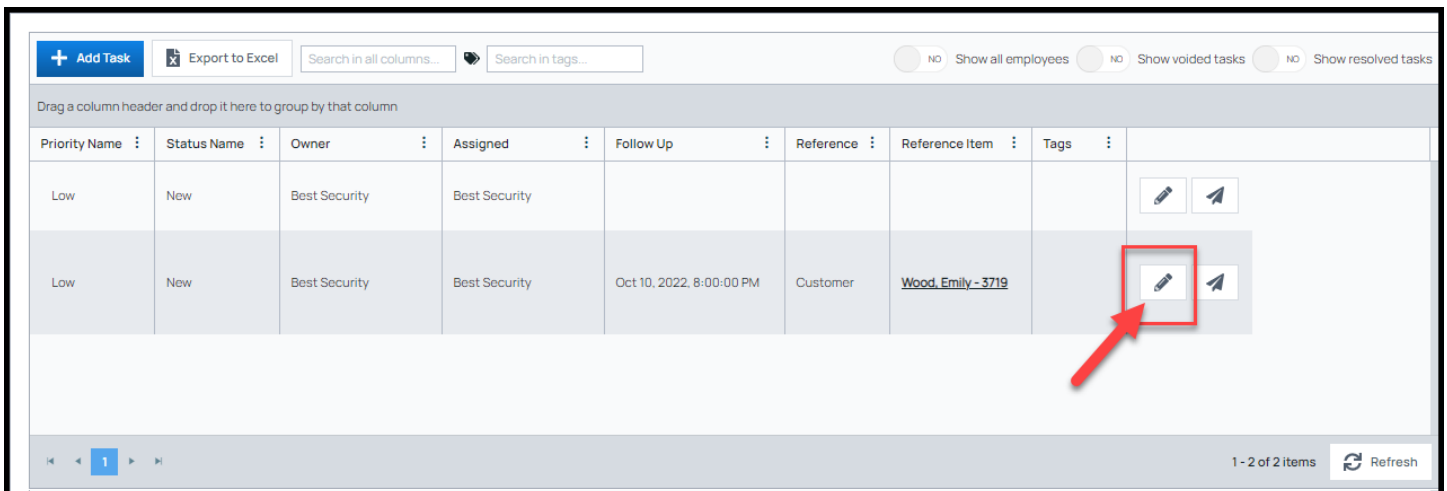 Add Task Export to Excel Search in all columns... Search in tags... NO Show all employees NO Show voided tasks NO Show resolved tasks
Drag a column header and drop it here to group by that column
Priority Name Status Name Owner Assigned Follow Up Reference Reference Item Tags
Low New Best Security Best Security
Low New Best Security Best Security Oct 10, 2022, 8:00:00 PM Customer Wood, Emily - 3719
1 1 - 2 of 2 items Refresh